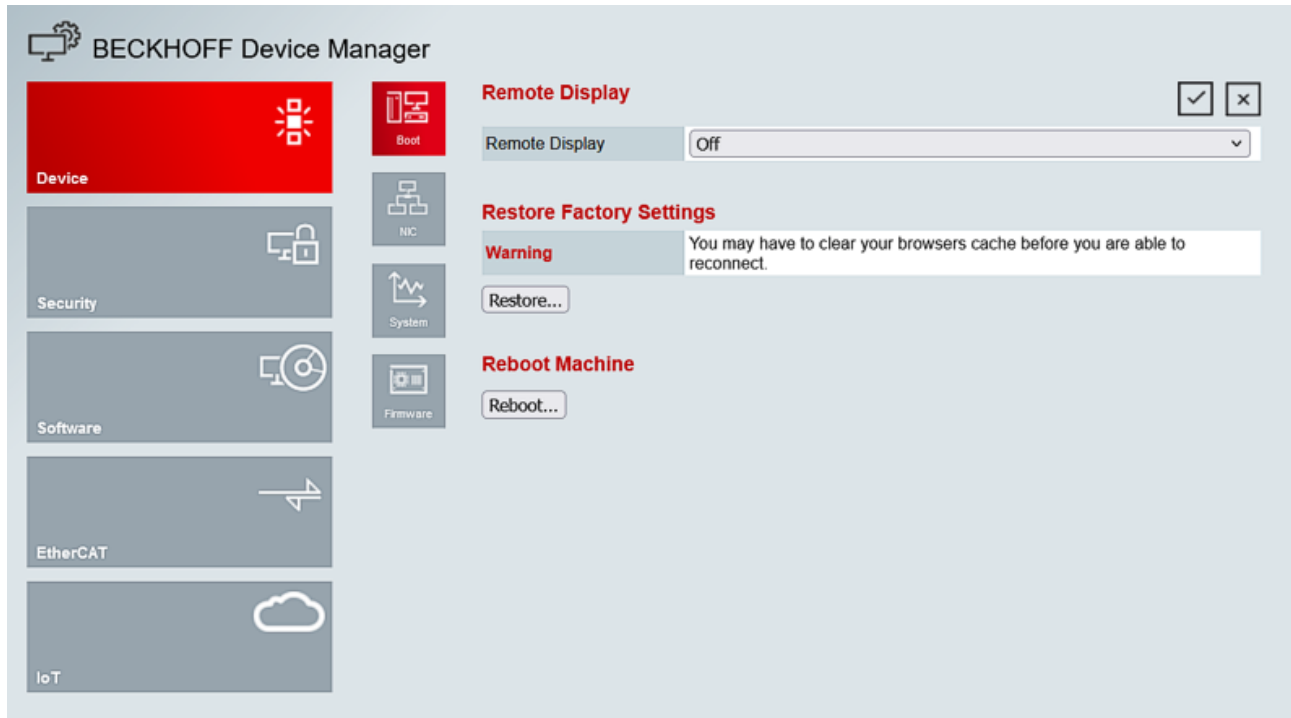 BECKHOFF Device Manager
Device
Security
Software
EtherCAT
IoT
Boot
NIC
System
Firmware
Remote Display
Remote Display
Off
Restore Factory Settings
Warning
You may have to clear your browsers cache before you are able to
reconnect.
Restore...
Reboot Machine
Reboot...